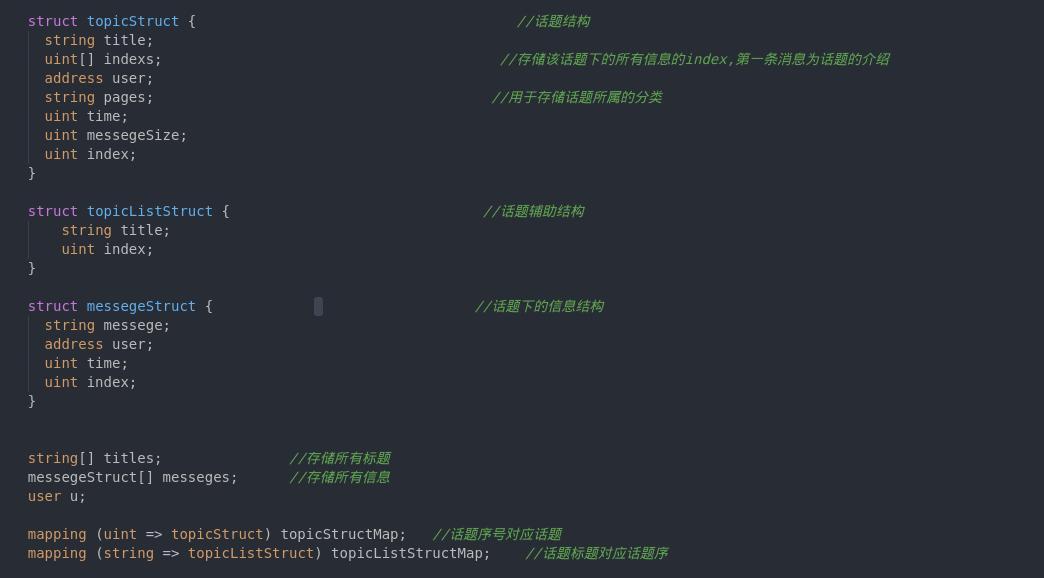 struct topicStruct { //话题结构
string title;
uint[] indexs; //存储该话题下的所有信息的index,第一条消息为话题的介绍
address user;
string pages; //用于存储话题所属的分类
uint time;
uint messegeSize;
uint index;
}
struct topicListStruct { //话题辅助结构
string title;
uint index;
}
struct messegeStruct { //话题下的信息结构
string messege;
address user;
uint time;
uint index;
}
string[] titles; //存储所有标题
messegeStruct[] messeges; //存储所有信息
user u;
mapping (uint => topicStruct) topicStructMap; //话题序号对应话题
mapping (string => topicListStruct) topicListStructMap; //话题标题对应话题序